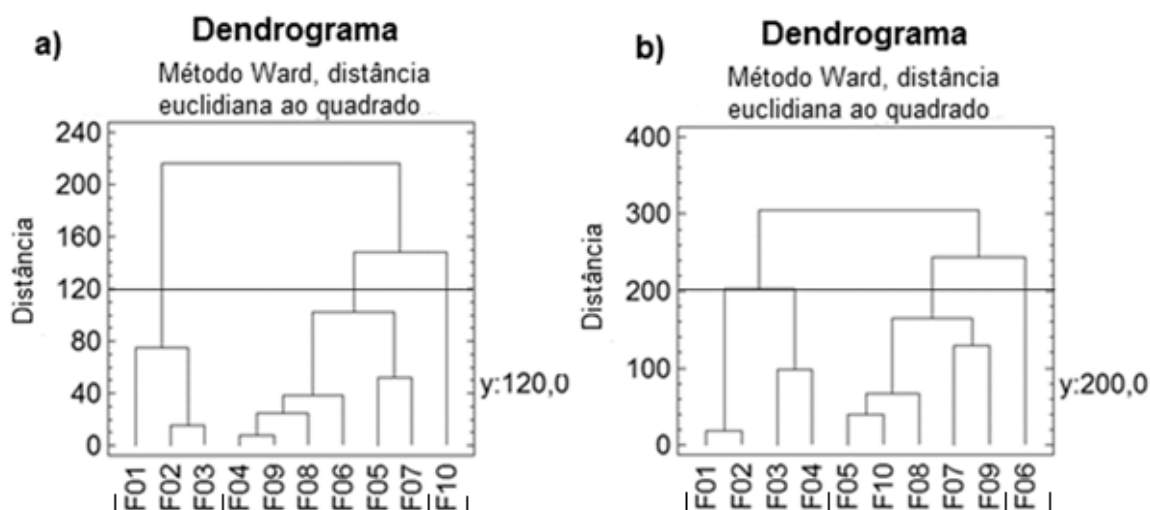 a)
Dendrograma
Método Ward, distância
euclidiana ao quadrado
240
200
160
120
80
40
0
Distância
y:120,0
F01
F02
F03
F04
F09
F08
F06
F05
F07
F10
b)
Dendrograma
Método Ward, distância
euclidiana ao quadrado
400
300
200
100
0
Distância
y:200,0
F01
F02
F03
F04
F05
F10
F08
F07
F09
F06